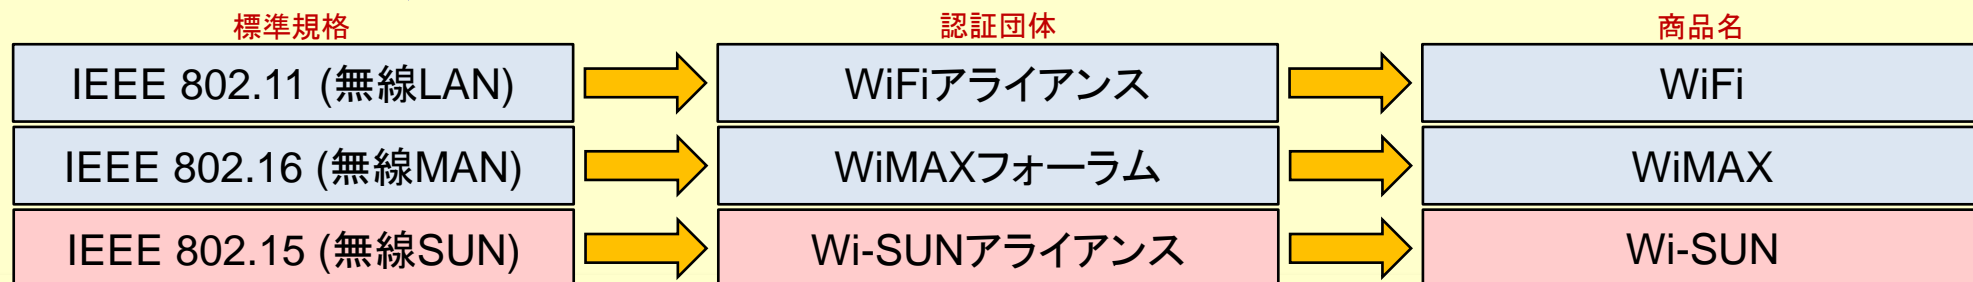 標準規格 認証団体 商品名
IEEE 802.11 (無線LAN) WiFiアライアンス WiFi
IEEE 802.16 (無線MAN) WiMAXフォーラム WiMAX
IEEE 802.15 (無線SUN) Wi-SUNアライアンス Wi-SUN